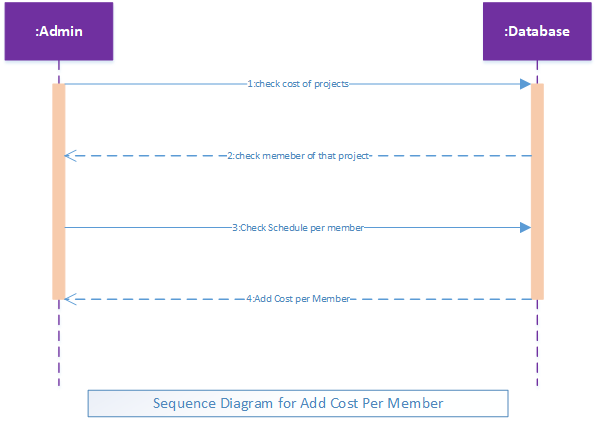 :Admin
:Database
1:check cost of projects
2:check memeber of that project
3:Check Schedule per member
4:Add Cost per Member
Sequence Diagram for Add Cost Per Member